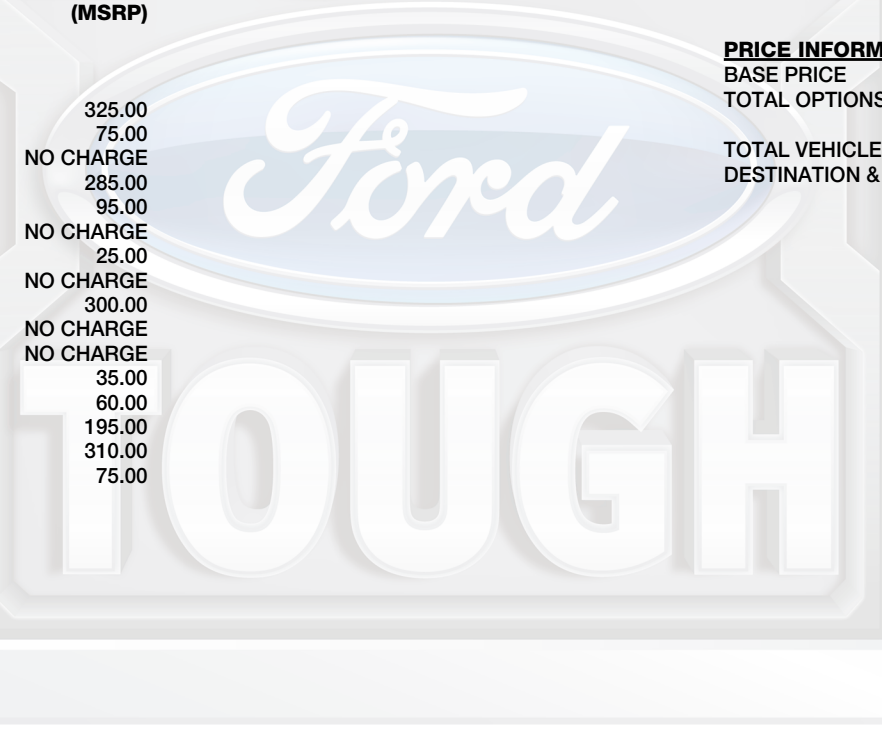 (MSRP)
325.00
75.00
NO CHARGE
285.00
95.00
NO CHARGE
25.00
NO CHARGE
300.00
NO CHARGE
NO CHARGE
35.00
60.00
195.00
310.00
75.00
PRICE INFORM
BASE PRICE
TOTAL OPTIONS
TOTAL VEHICLE
DESTINATION &
Ford
TOUGH